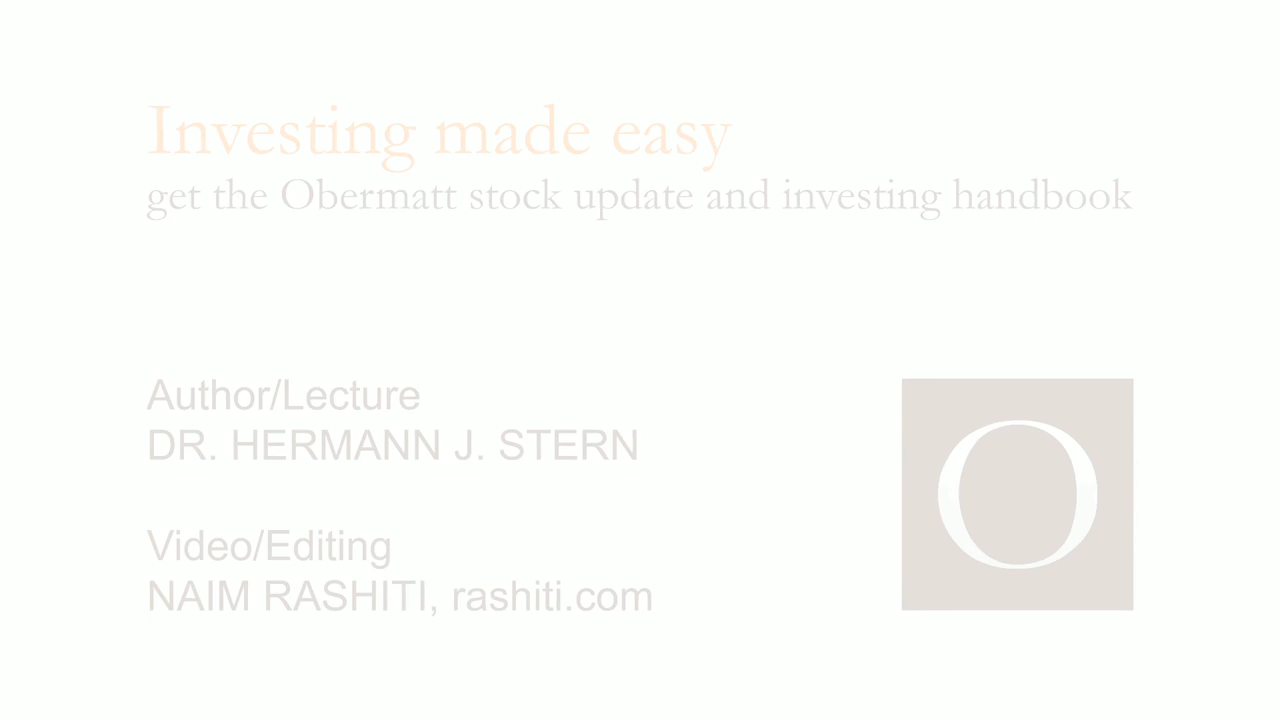 Investing made easy
get the Obermatt stock update and investing handbook
Author/Lecture
DR. HERMANN J. STERN
O
Video/Editing
NAIM RASHITI, rashiti.com